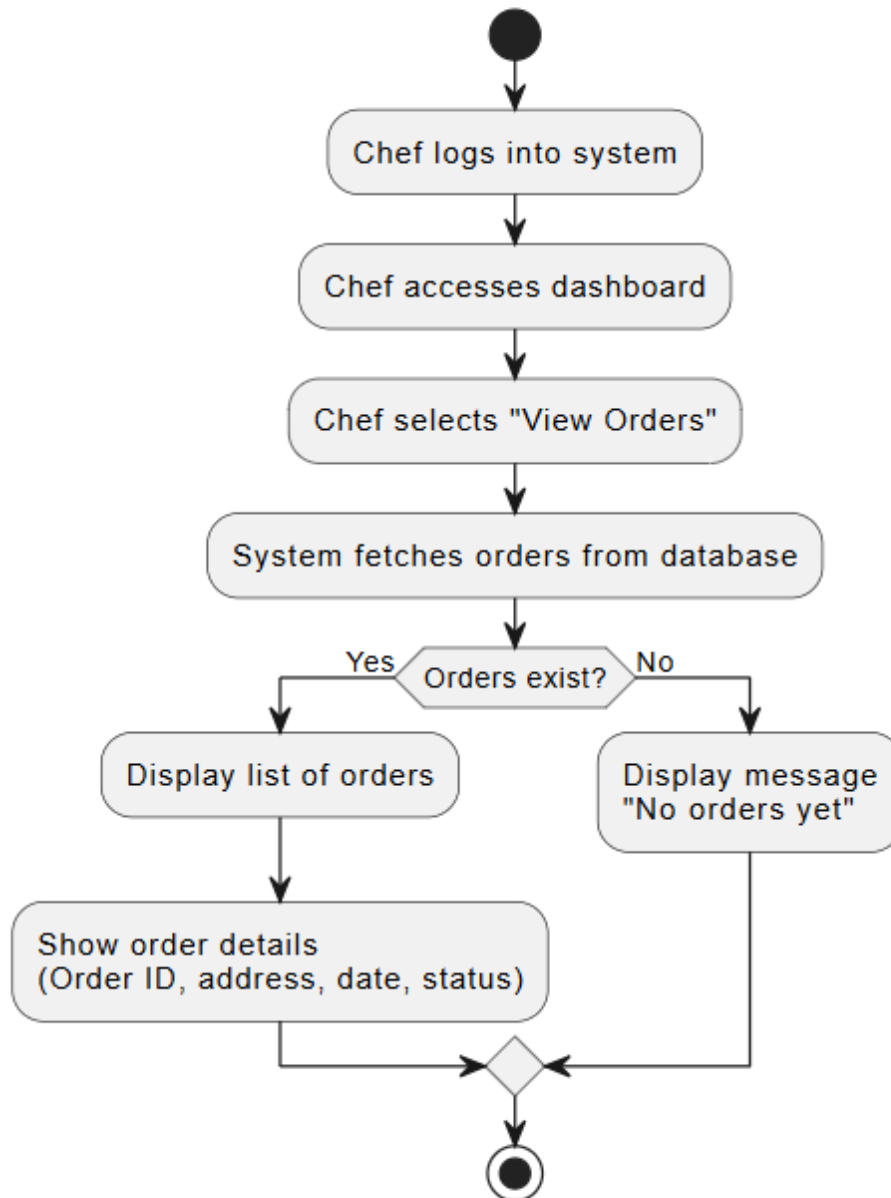 Chef logs into system
Chef accesses dashboard
Chef selects "View Orders"
System fetches orders from database
Yes
Orders exist?
No
Display list of orders
Display message
"No orders yet"
Show order details
(Order ID, address, date, status)